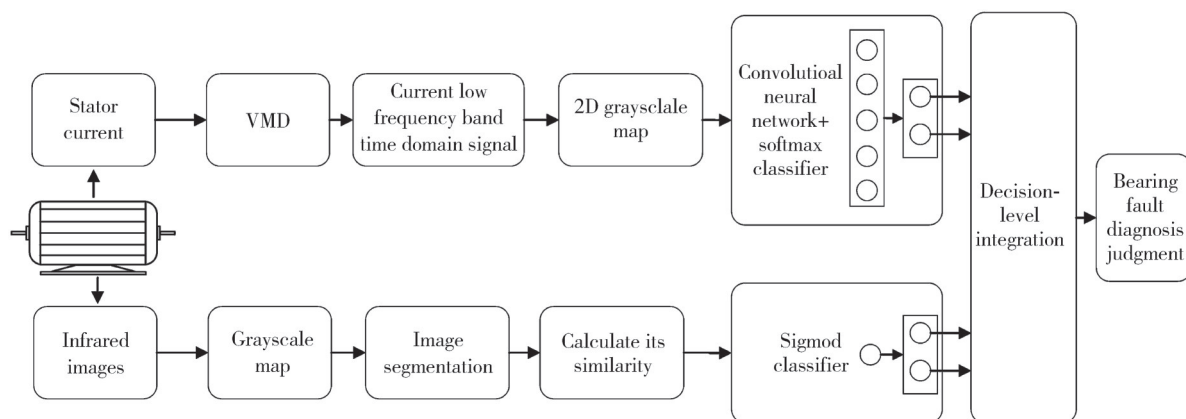 Stator
current
VMD
Current low
frequency band
time domain signal
2D graysclale
map
Convolutioal
neural
network+
softmax
classifier
Decision-
level
integration
Bearing
fault
diagnosis
judgment
Infrared
images
Grayscale
map
Image
segmentation
Calculate its
similarity
Sigmod
classifier